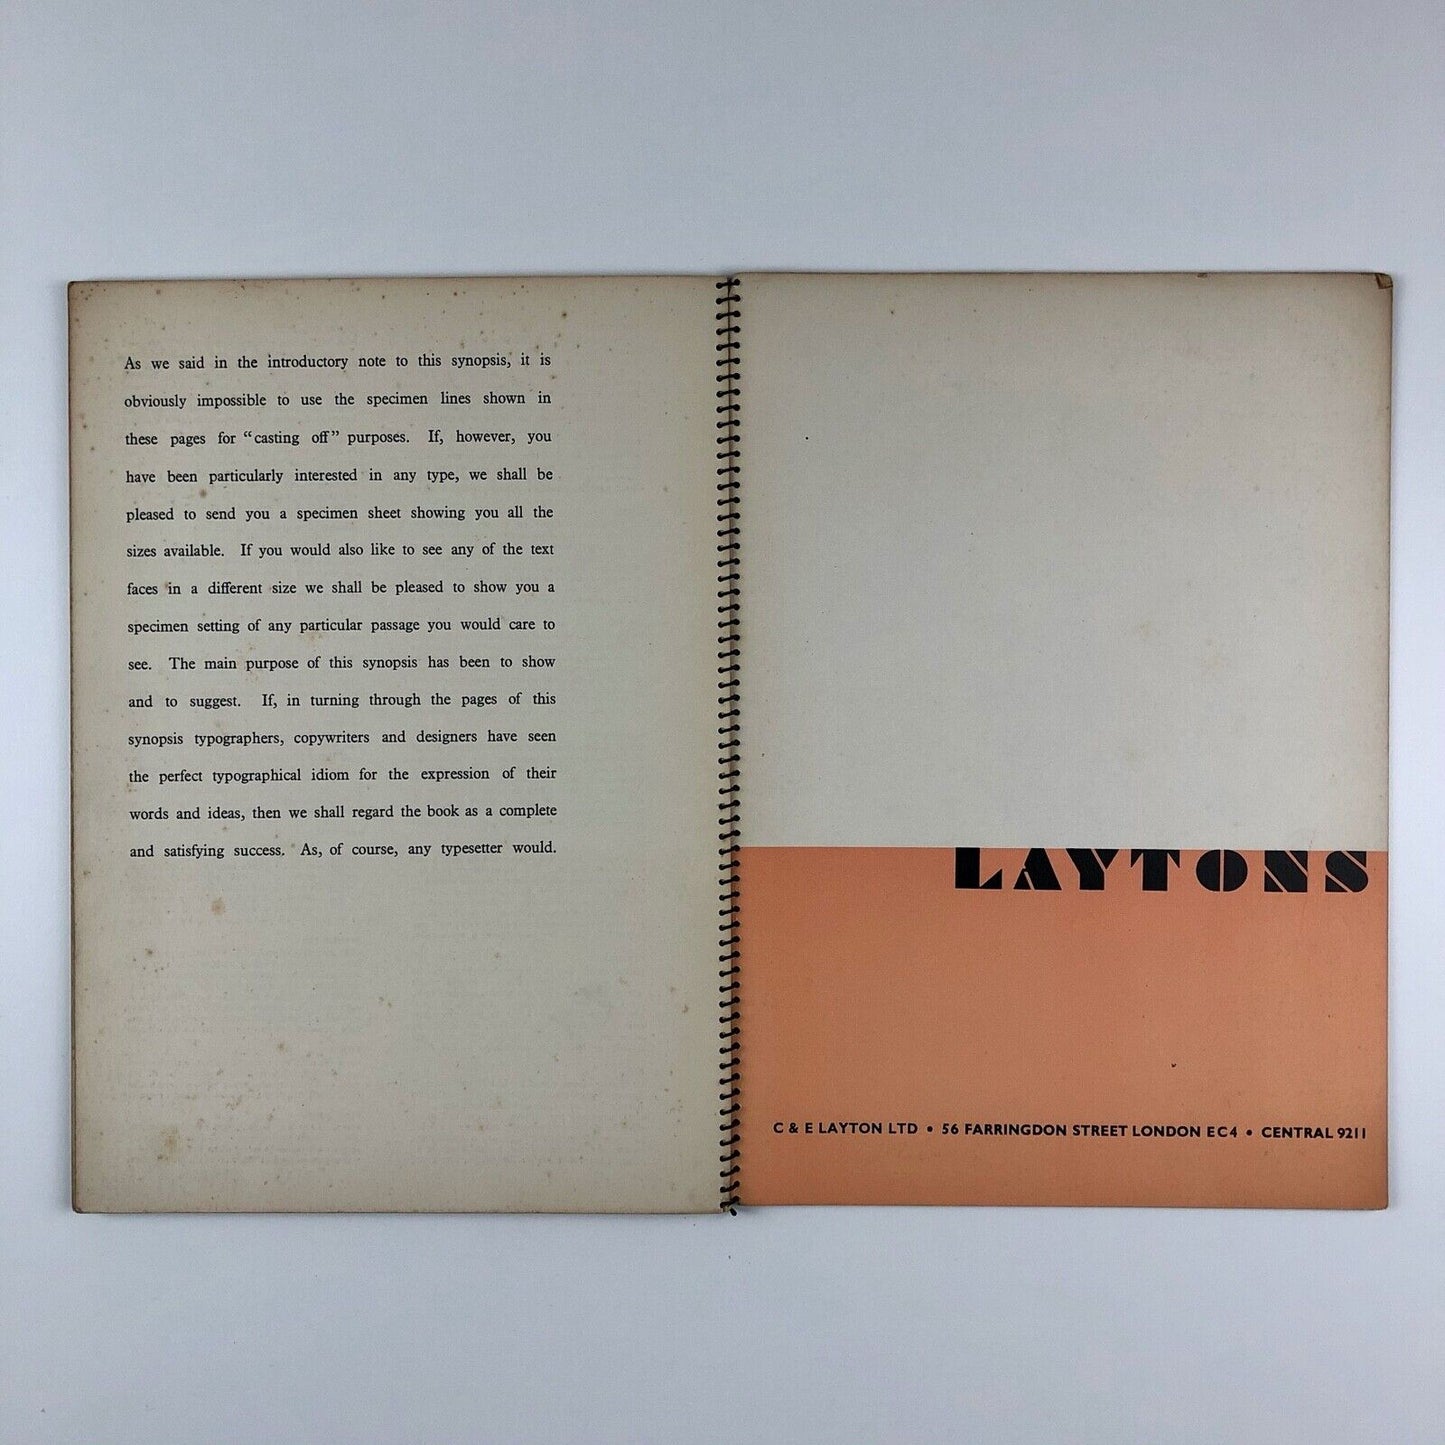 As we said in the introductory note to this synopsis, it is
obviously impossible to use the specimen lines shown in
these pages for “casting off” purposes. If, however, you
have been particularly interested in any type, we shall be
pleased to send you a specimen sheet showing you all the
sizes available. If you would also like to see any of the text
faces in a different size we shall be pleased to show you a
specimen setting of any particular passage you would care to
see. The main purpose of this synopsis has been to show
and to suggest. If, in turning through the pages of this
synopsis typographers, copywriters and designers have seen
the perfect typographical idiom for the expression of their
words and ideas, then we shall regard the book as a complete
and satisfying success. As, of course, any typesetter would.
LAYTONS
C & E LAYTON LTD • 56 FARRINGDON STREET LONDON EC4 • CENTRAL 9211